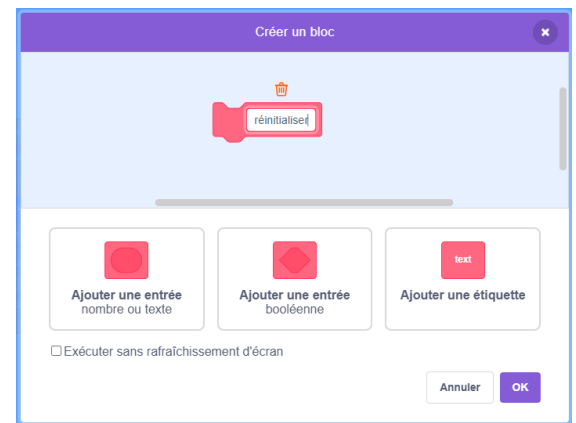 Créer un bloc
réinitialiser
text
Ajouter une entrée
nombre ou texte
Ajouter une entrée
booléenne
Ajouter une étiquette
Exécuter sans rafraîchissement d'écran
Annuler
OK